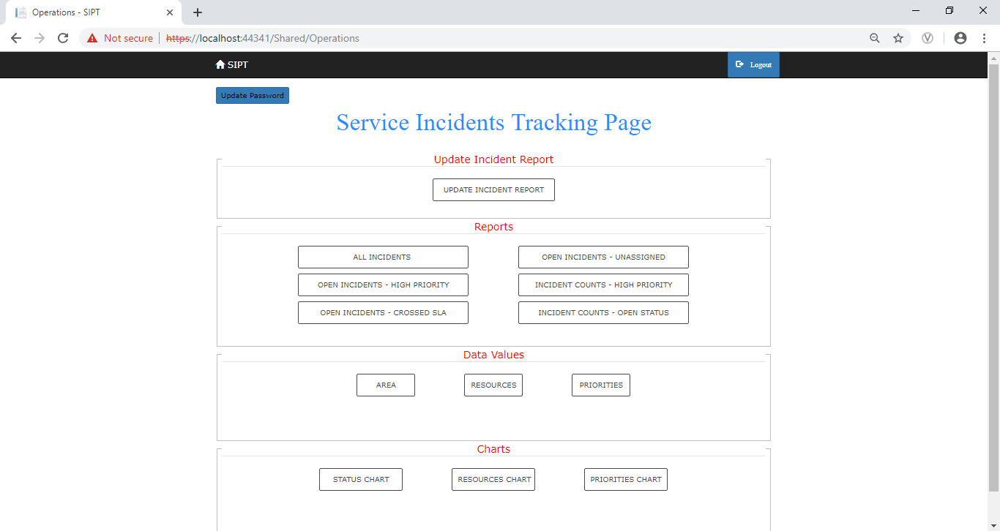 Operations - SIPT
Not secure https://localhost:44341/Shared/Operations
SIPT Logout
Update Password
Service Incidents Tracking Page
Update Incident Report
UPDATE INCIDENT REPORT
Reports
ALL INCIDENTS OPEN INCIDENTS - UNASSIGNED
OPEN INCIDENTS - HIGH PRIORITY INCIDENT COUNTS - HIGH PRIORITY
OPEN INCIDENTS - CROSSED SLA INCIDENT COUNTS - OPEN STATUS
Data Values
AREA RESOURCES PRIORITIES
Charts
STATUS CHART RESOURCES CHART PRIORITIES CHART